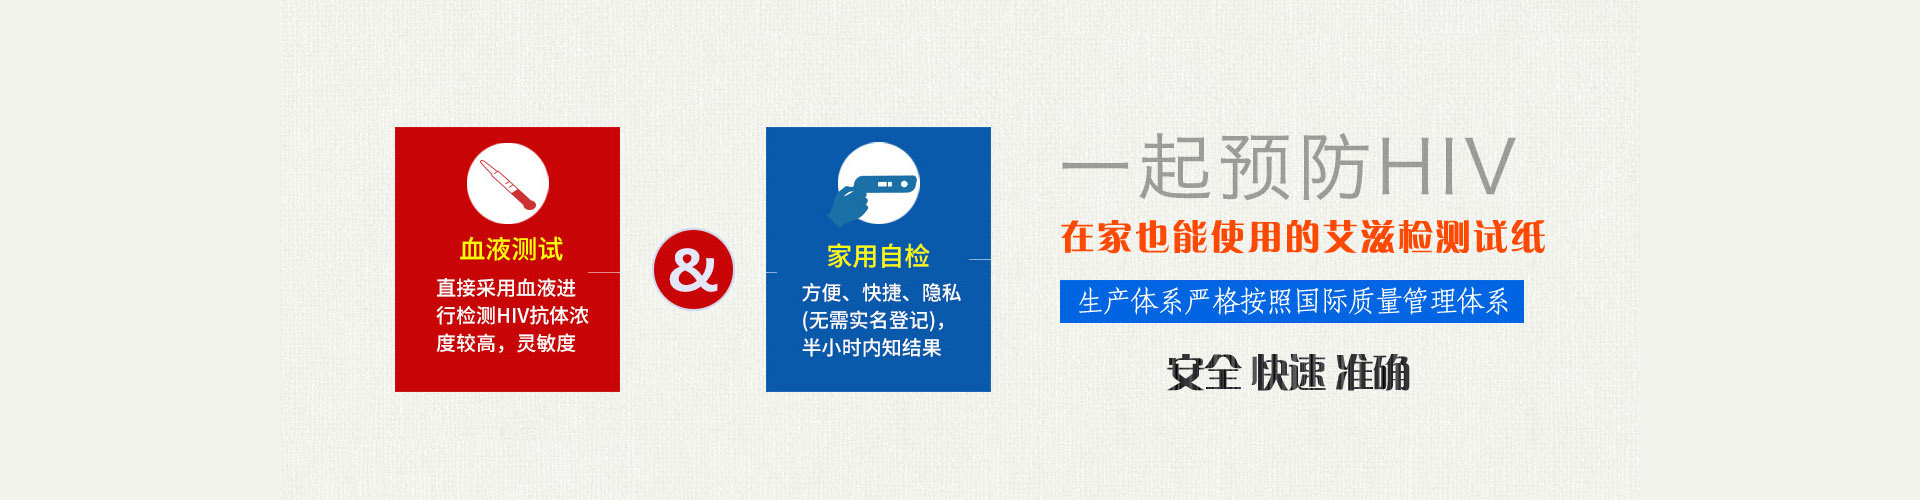 血液测试
直接采用血液进
行检测HIV抗体浓
度较高，灵敏度
&
家用自检
方便、快捷、隐私
(无需实名登记)，
半小时内知结果
一起预防HIV
在家也能使用的艾滋检测试纸
生产体系严格按照国际质量管理体系
安全 快速 准确